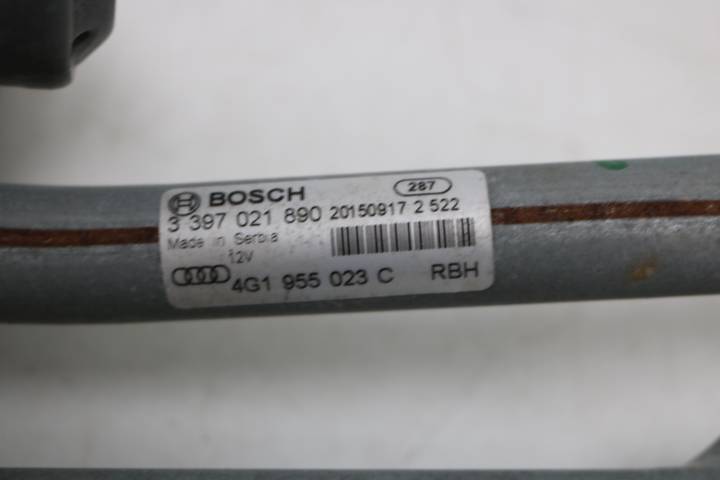 BOSCH 287
3 397 021 890 20150917 2 522
Made in Serbia
12V
4G1 955 023 C RBH